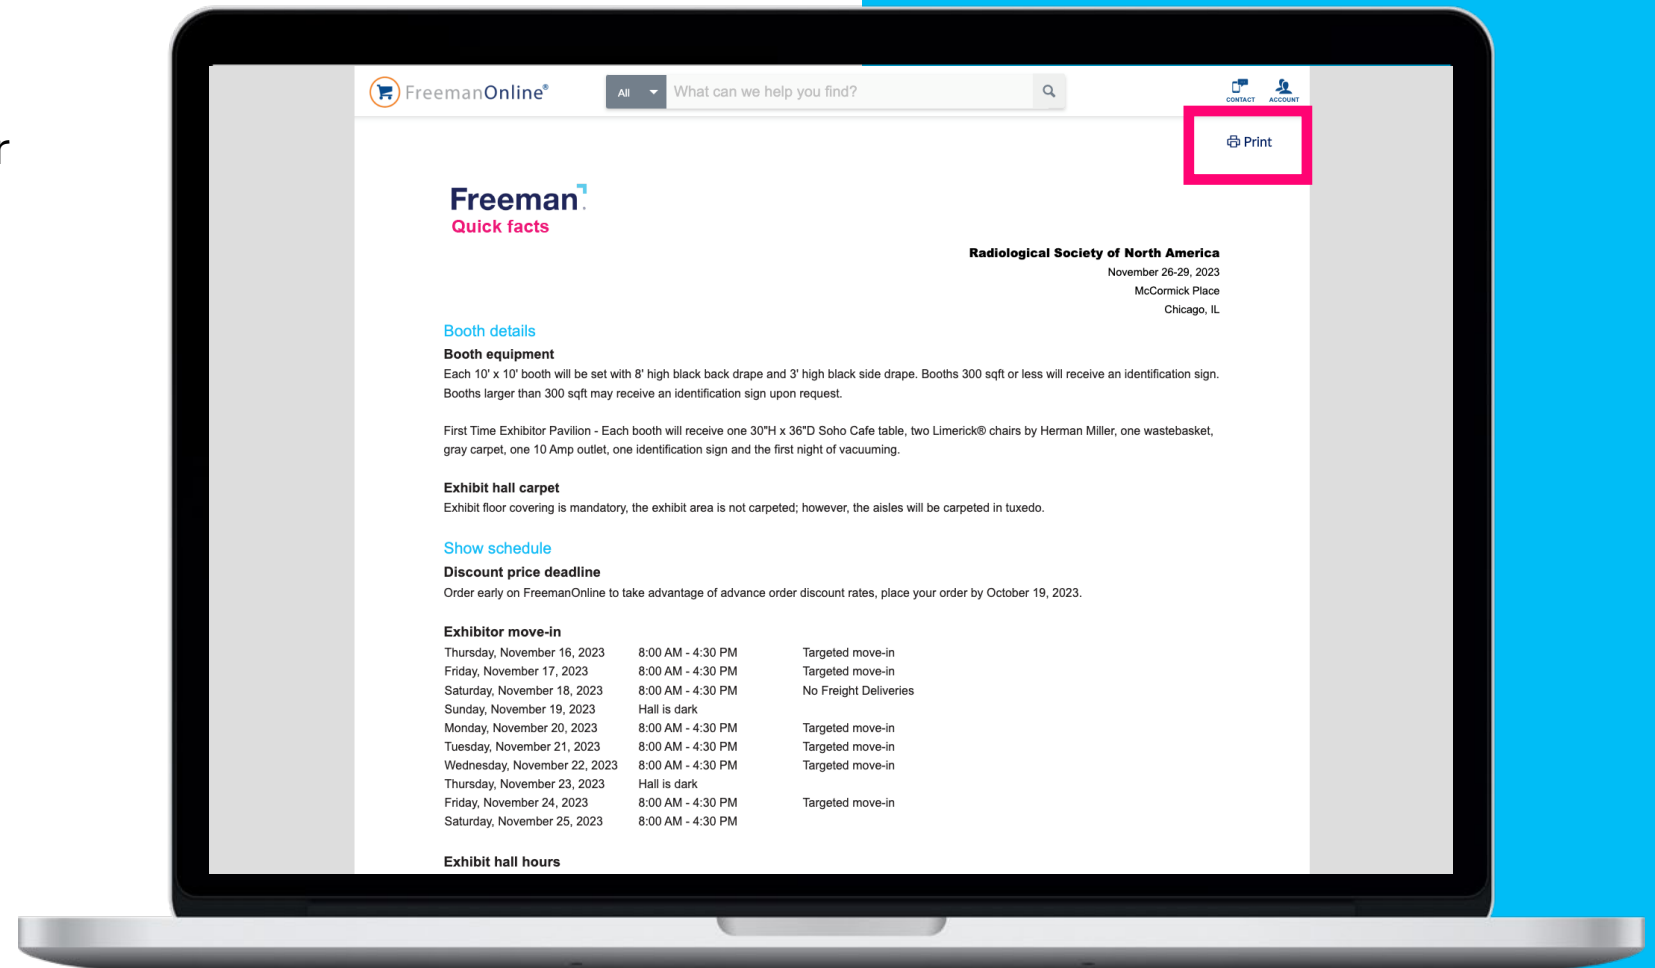 r
FreemanOnline®
All
What can we help you find?
CONTACT
ACCOUNT
Print
Freeman
Quick facts
Radiological Society of North America
November 26-29, 2023
McCormick Place
Chicago, IL
Booth details
Booth equipment
Each 10' x 10' booth will be set with 8' high black back drape and 3' high black side drape. Booths 300 sqft or less will receive an identification sign.
Booths larger than 300 sqft may receive an identification sign upon request.
First Time Exhibitor Pavilion - Each booth will receive one 30"H x 36"D Soho Cafe table, two Limerick® chairs by Herman Miller, one wastebasket,
gray carpet, one 10 Amp outlet, one identification sign and the first night of vacuuming.
Exhibit hall carpet
Exhibit floor covering is mandatory, the exhibit area is not carpeted; however, the aisles will be carpeted in tuxedo.
Show schedule
Discount price deadline
Order early on FreemanOnline to take advantage of advance order discount rates, place your order by October 19, 2023.
Exhibitor move-in
Thursday, November 16, 2023 8:00 AM - 4:30 PM Targeted move-in
Friday, November 17, 2023 8:00 AM - 4:30 PM Targeted move-in
Saturday, November 18, 2023 8:00 AM - 4:30 PM No Freight Deliveries
Sunday, November 19, 2023 Hall is dark
Monday, November 20, 2023 8:00 AM - 4:30 PM Targeted move-in
Tuesday, November 21, 2023 8:00 AM - 4:30 PM Targeted move-in
Wednesday, November 22, 2023 8:00 AM - 4:30 PM Targeted move-in
Thursday, November 23, 2023 Hall is dark
Friday, November 24, 2023 8:00 AM - 4:30 PM Targeted move-in
Saturday, November 25, 2023 8:00 AM - 4:30 PM
Exhibit hall hours